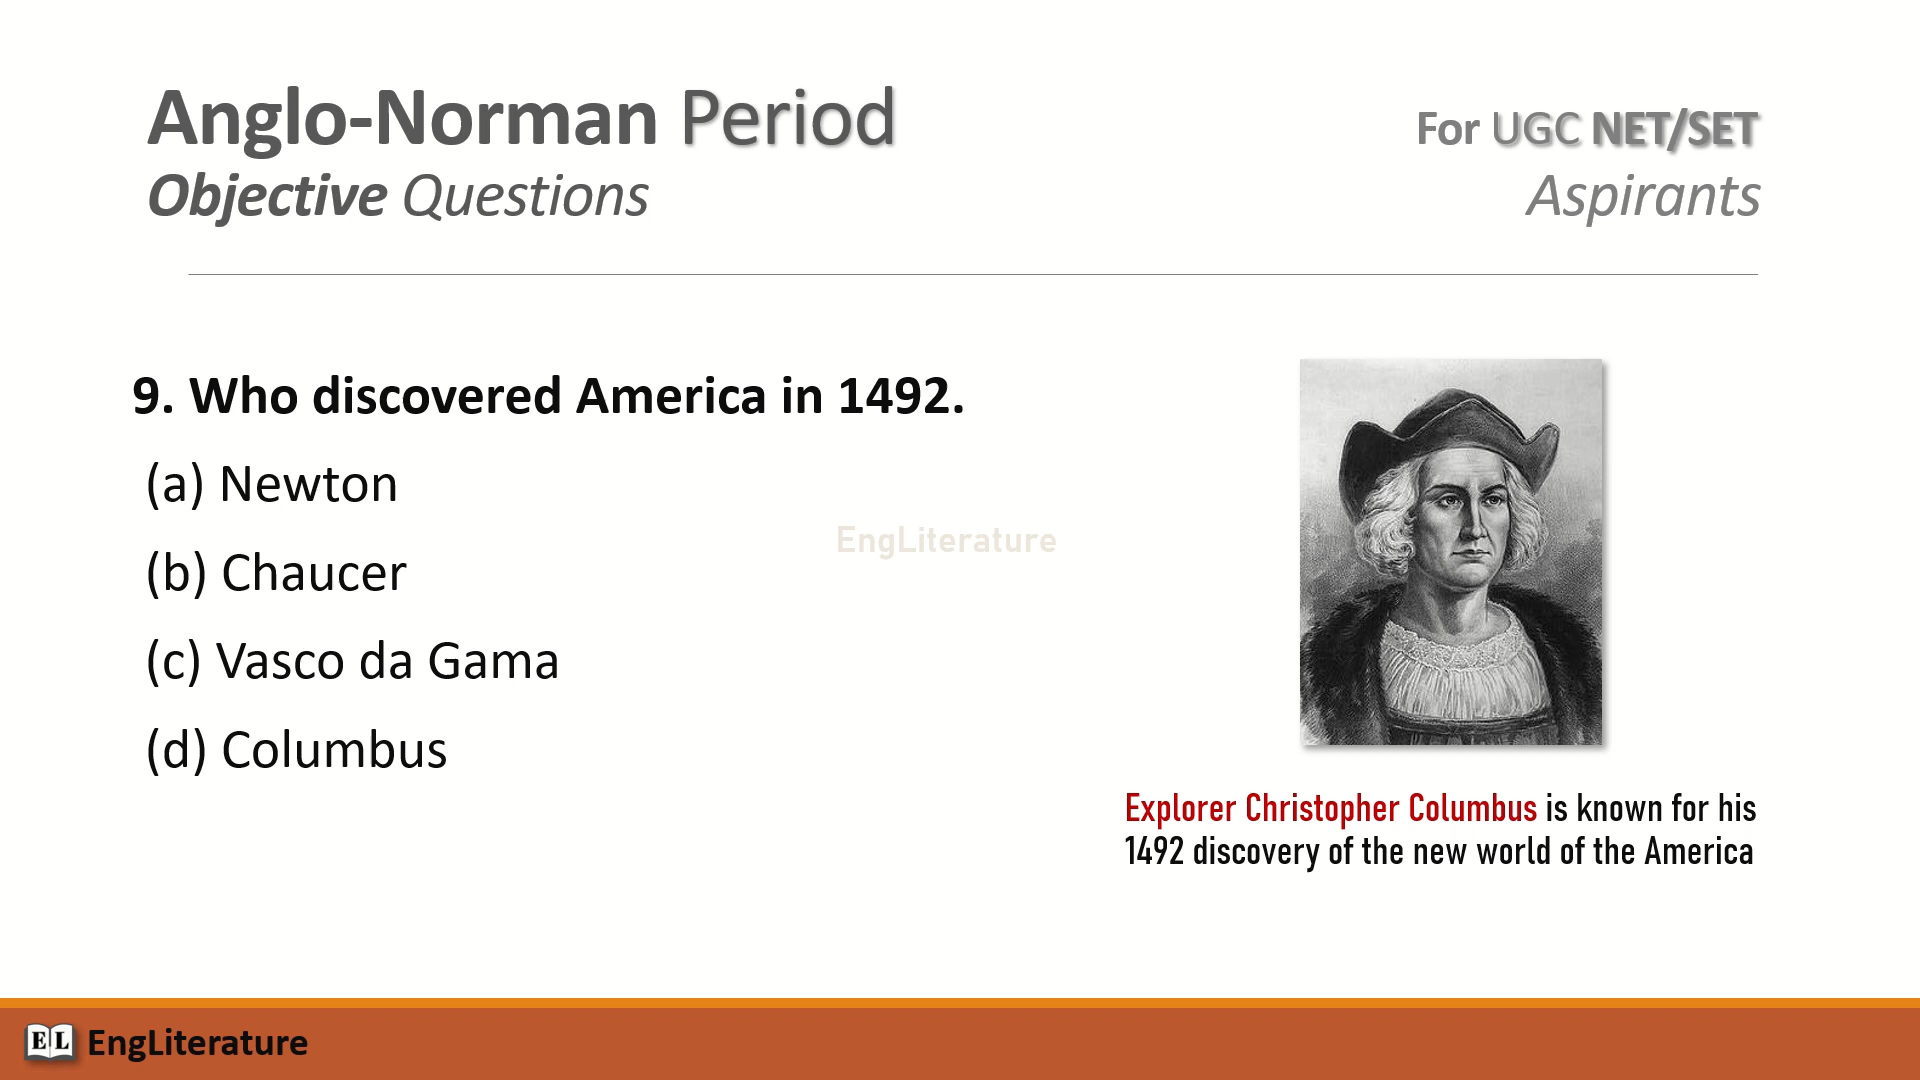 Anglo-Norman Period
Objective Questions
For UGC NET/SET
Aspirants
9. Who discovered America in 1492.
(a) Newton
(b) Chaucer
(c) Vasco da Gama
(d) Columbus
EngLiterature
Explorer Christopher Columbus is known for his
1492 discovery of the new world of the America
EL EngLiterature